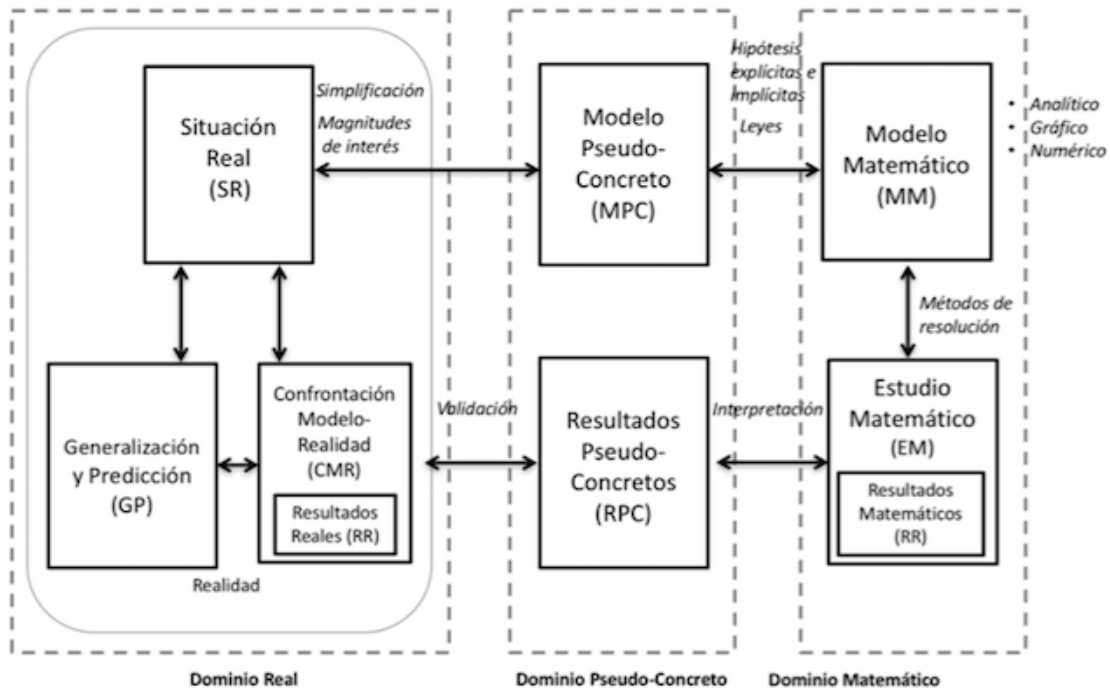 Situación
Real
(SR)
Simplificación
Magnitudes
de interés
Modelo
Pseudo-
Concreto
(MPC)
Hipótesis
explícitas e
implícitas
Leyes
Modelo
Matemático
(MM)
• Analítico
• Gráfico
• Numérico
Métodos de
resolución
Generalización
y Predicción
(GP)
Confrontación
Modelo-
Realidad
(CMR)
Resultados
Reales (RR)
Validación
Resultados
Pseudo-
Concretos
(RPC)
Interpretación
Estudio
Matemático
(EM)
Resultados
Matemáticos
(RR)
Realidad
Dominio Real
Dominio Pseudo-Concreto
Dominio Matemático